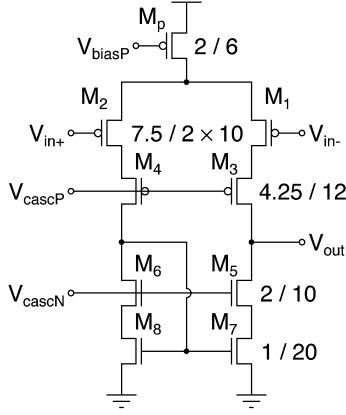 Mp
VbiasP
2 / 6
M2
M1
Vin+
7.5 / 2 × 10
Vin-
M4
M3
VcascP
4.25 / 12
Vout
M6
M5
VcascN
2 / 10
M8
M7
1 / 20